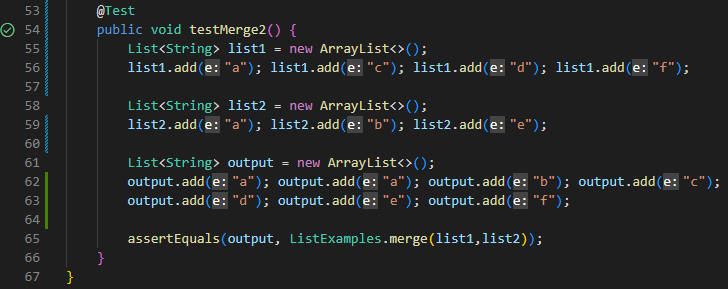 53 @Test
54 public void testMerge2() {
55 List<String> list1 = new ArrayList<>();
56 list1.add(e: "a"); list1.add(e: "c"); list1.add(e: "d"); list1.add(e: "f");
57
58 List<String> list2 = new ArrayList<>();
59 list2.add(e: "a"); list2.add(e: "b"); list2.add(e: "e");
60
61 List<String> output = new ArrayList<>();
62 output.add(e: "a"); output.add(e: "a"); output.add(e: "b"); output.add(e: "c");
63 output.add(e: "d"); output.add(e: "e"); output.add(e: "f");
64
65 assertEquals(output, ListExamples.merge(list1,list2));
66 }
67 }